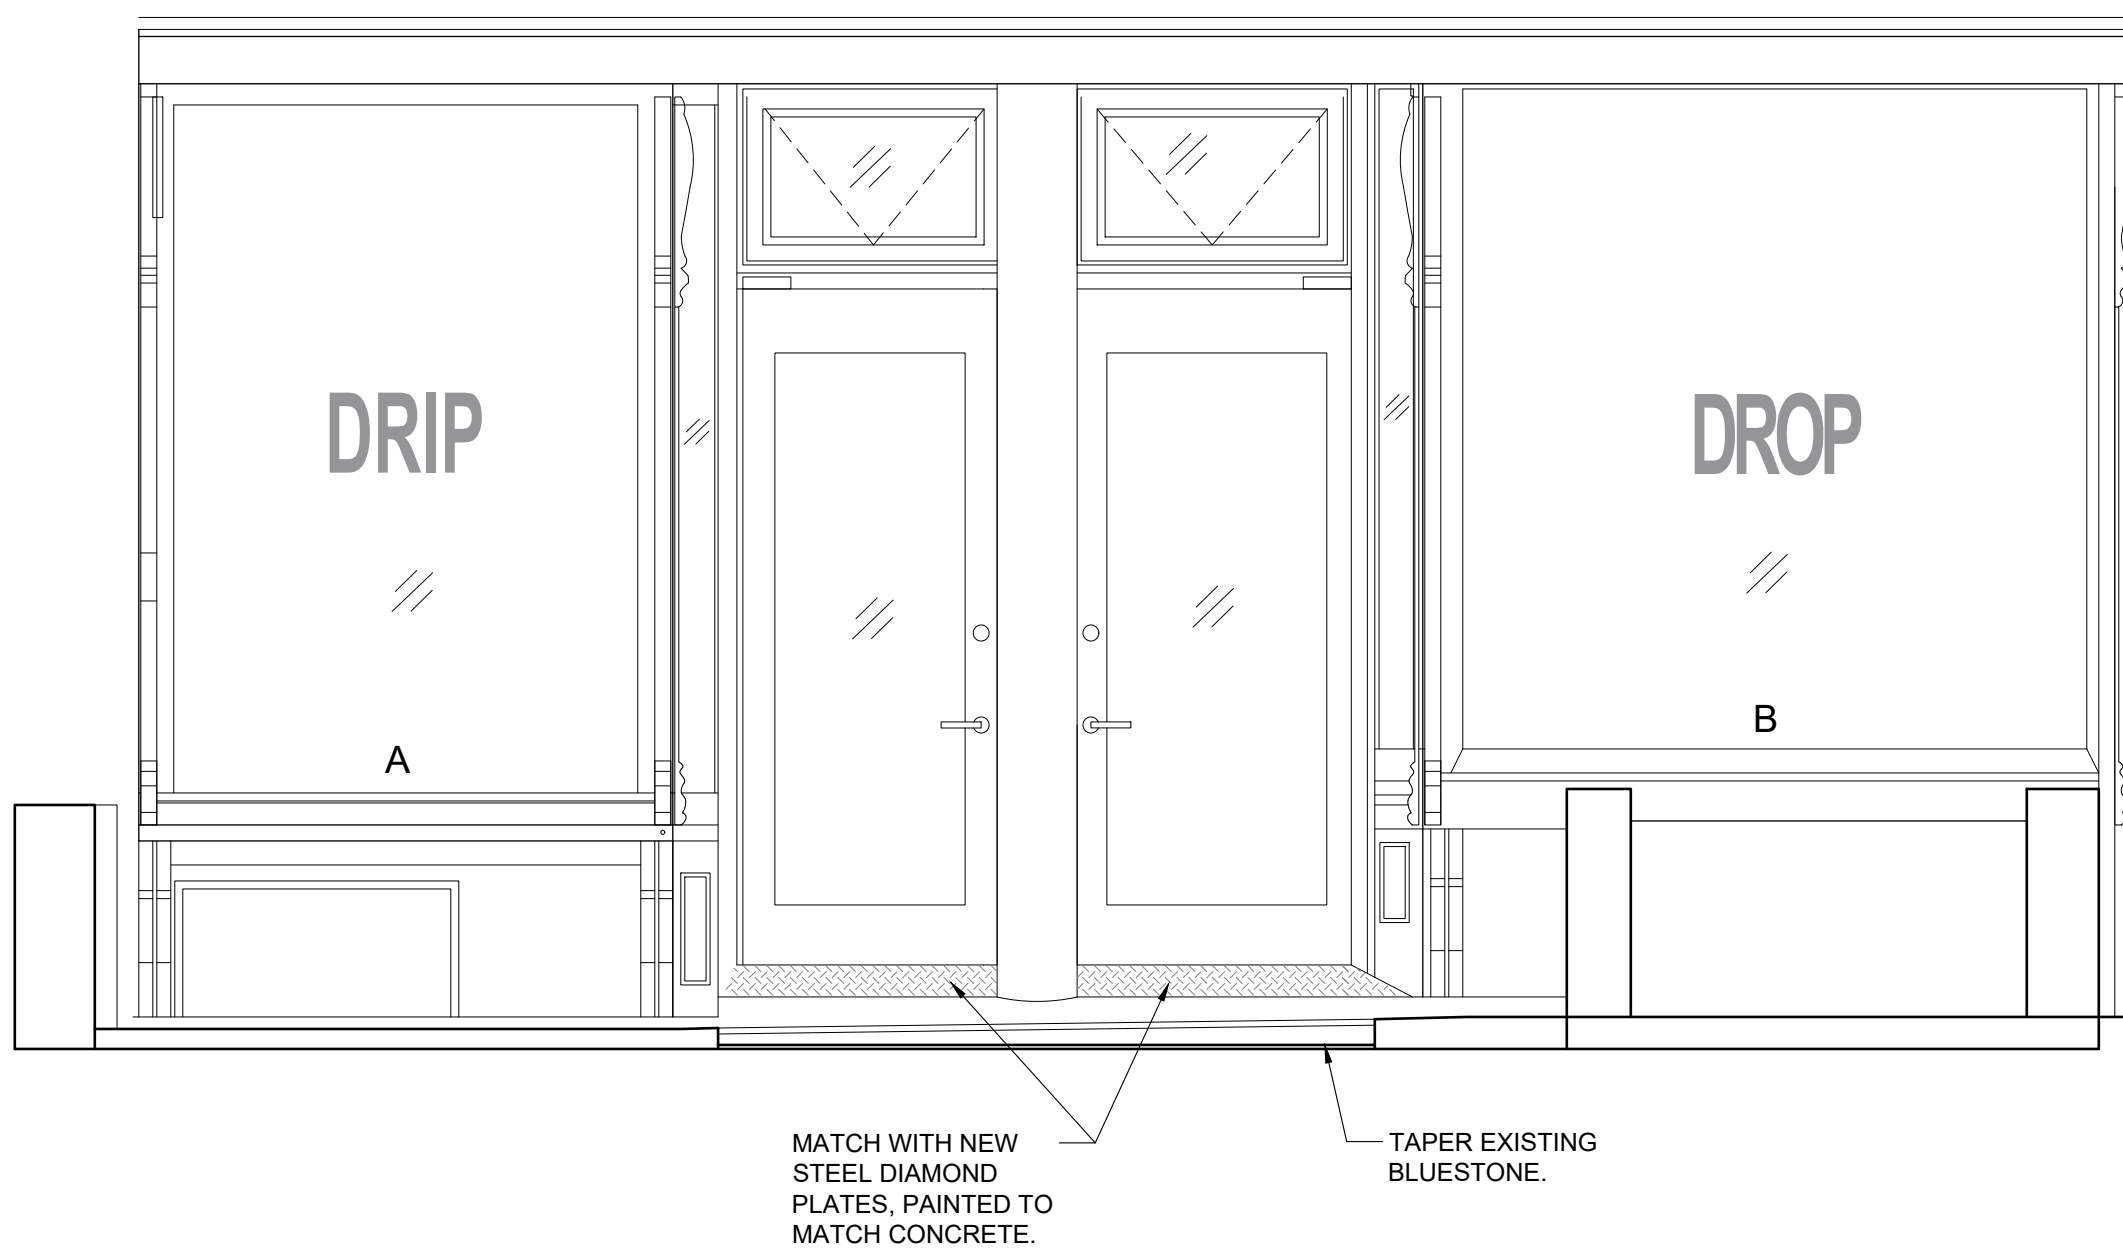 DRIP
DROP
A
B
MATCH WITH NEW
STEEL DIAMOND
PLATES, PAINTED TO
MATCH CONCRETE.
TAPER EXISTING
BLUESTONE.